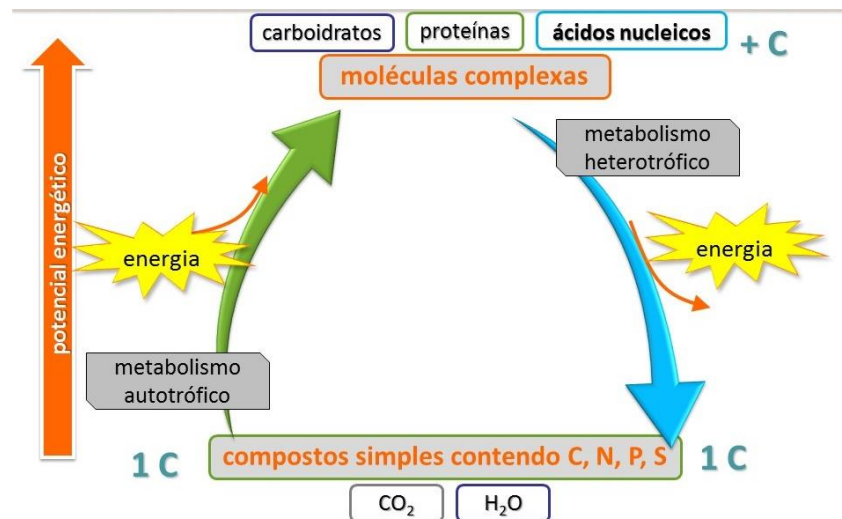 carboidratos
proteínas
ácidos nucleicos
+ C
moléculas complexas
metabolismo
heterotrófico
potencial energético
energia
energia
metabolismo
autotrófico
1 C
compostos simples contendo C, N, P, S
1 C
CO₂
H₂O